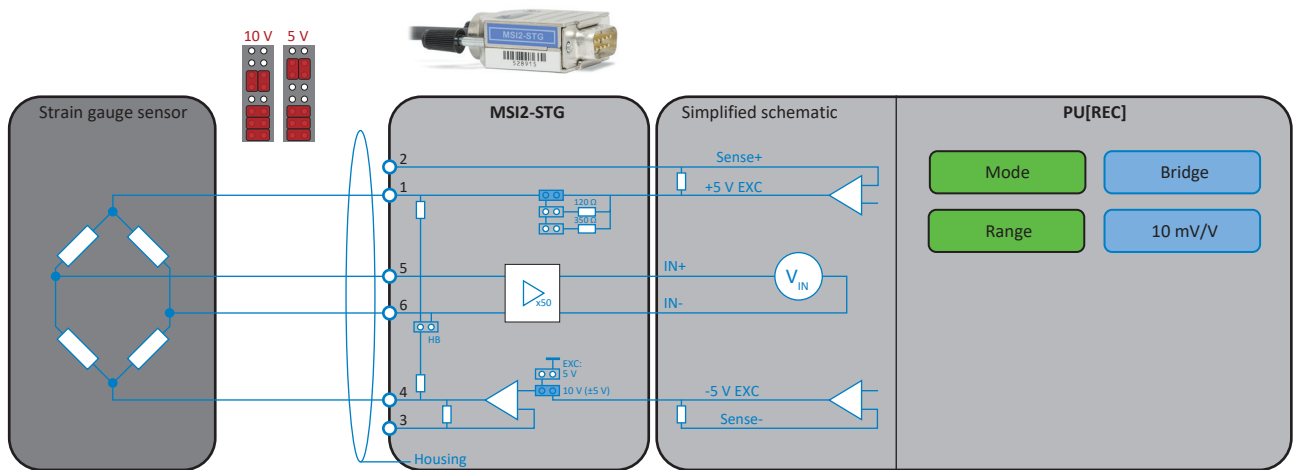 10 V 5 V
MSI2-STG
528915
Strain gauge sensor
MSI2-STG
Simplified schematic
PU[REC]
2
Sense+
1
+5 V EXC
120 Ω
350 Ω
Mode
Bridge
Range
10 mV/V
5
IN+
VIN
x50
6
IN-
HB
EXC:
5 V
4
10 V (±5 V)
-5 V EXC
3
Sense-
Housing